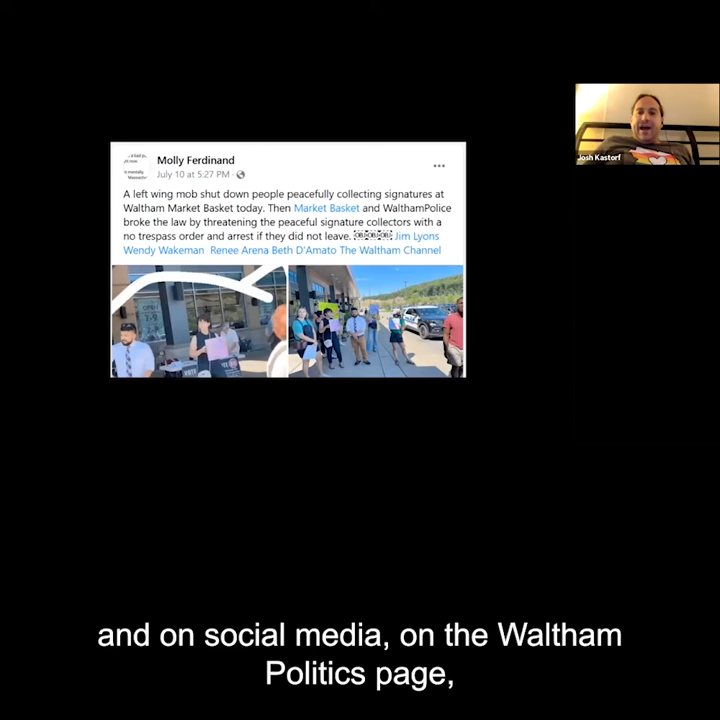 Molly Ferdinand
July 10 at 5:27 PM ·
A left wing mob shut down people peacefully collecting signatures at
Waltham Market Basket today. Then Market Basket and WalthamPolice
broke the law by threatening the peaceful signature collectors with a
no trespass order and arrest if they did not leave. Jim Lyons
Wendy Wakeman Renee Arena Beth D'Amato The Waltham Channel
Josh Kastorf
and on social media, on the Waltham
Politics page,